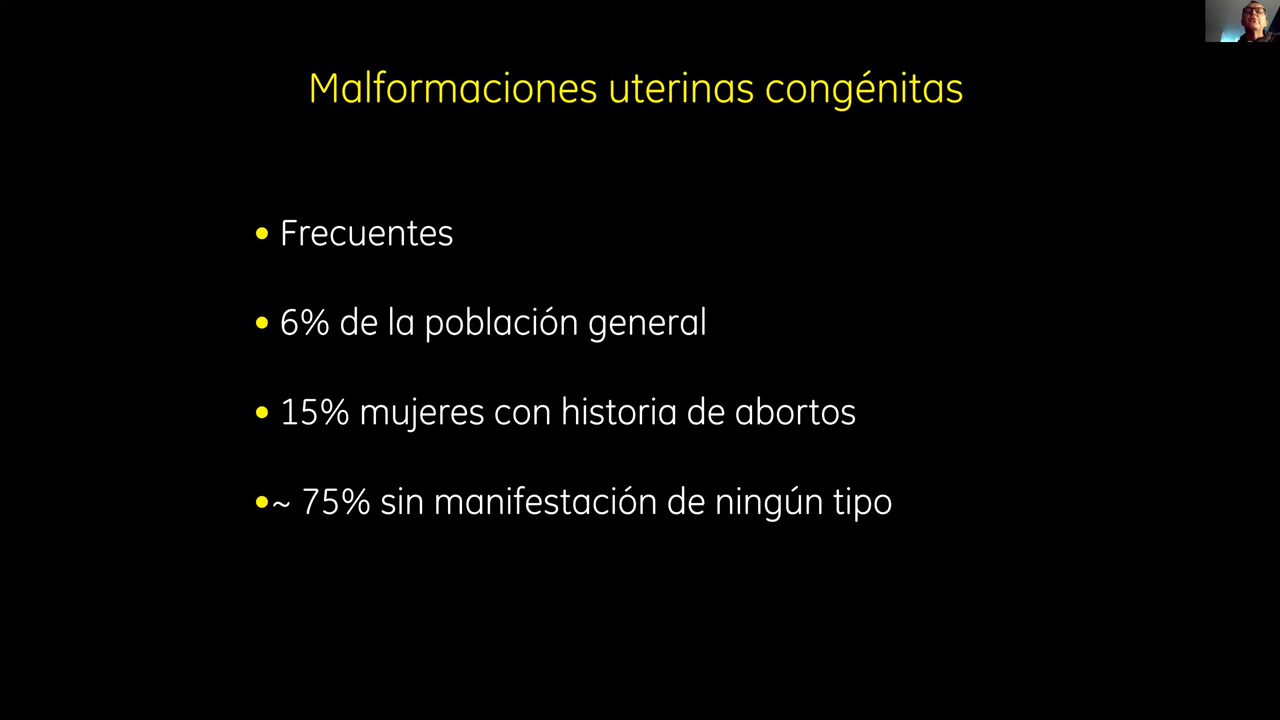 Malformaciones uterinas congénitas
• Frecuentes
• 6% de la población general
• 15% mujeres con historia de abortos
•~ 75% sin manifestación de ningún tipo